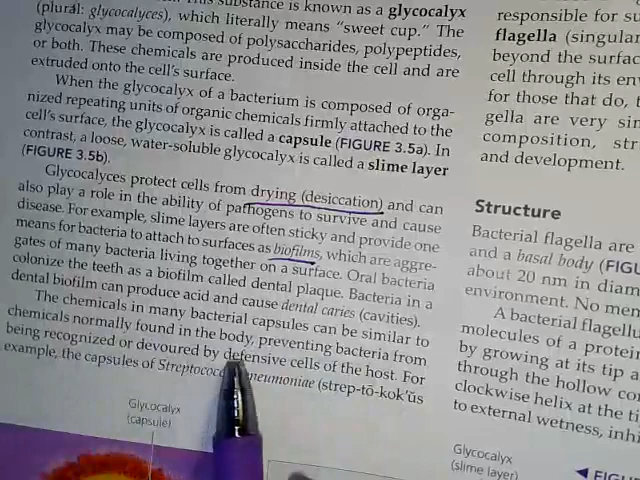 This substance is known as a glycocalyx
(plural: glycocalyces), which literally means "sweet cup." The
glycocalyx may be composed of polysaccharides, polypeptides,
or both. These chemicals are produced inside the cell and are
extruded onto the cell's surface.
When the glycocalyx of a bacterium is composed of orga-
nized repeating units of organic chemicals firmly attached to the
cell's surface, the glycocalyx is called a capsule (FIGURE 3.5a). In
contrast, a loose, water-soluble glycocalyx is called a slime layer
(FIGURE 3.5b).
Glycocalyces protect cells from drying (desiccation) and can
also play a role in the ability of pathogens to survive and cause
disease. For example, slime layers are often sticky and provide one
means for bacteria to attach to surfaces as biofilms, which are aggre-
gates of many bacteria living together on a surface. Oral bacteria
colonize the teeth as a biofilm called dental plaque. Bacteria in a
dental biofilm can produce acid and cause dental caries (cavities).
The chemicals in many bacterial capsules can be similar to
chemicals normally found in the body, preventing bacteria from
being recognized or devoured by defensive cells of the host. For
example, the capsules of Streptococ pneumoniae (strep-tō-kok'ŭs
Glycocalyx
(capsule)
responsible for su
flagella (singular
beyond the surfac
cell through its en
for those that do, t
gella are very sim
composition, str
and development.
Structure
Bacterial flagella are
and a basal body (FIG
about 20 nm in diam
environment. No mem
A bacterial flagellu
molecules of a protei
by growing at its tip a
through the hollow co
clockwise helix at the ti
to external wetness, inhi
Glycocalyx
(slime layer)
◀ FIGU